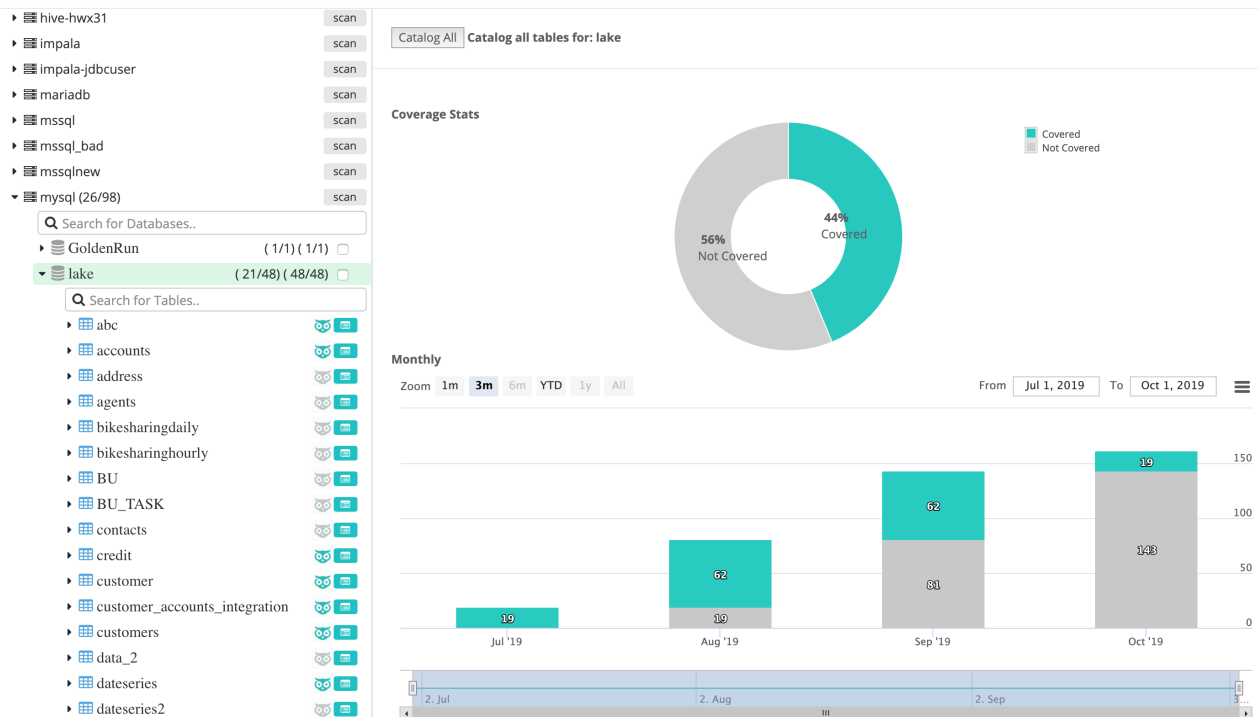 hive-hwx31 scan
impala scan
impala-jdbcuser scan
mariadb scan
mssql scan
mssql_bad scan
mssqlnew scan
mysql (26/98) scan
Search for Databases..
GoldenRun ( 1/1) ( 1/1)
lake ( 21/48) ( 48/48)
Search for Tables..
abc
accounts
address
agents
bikesharingdaily
bikesharinghourly
BU
BU_TASK
contacts
credit
customer
customer_accounts_integration
customers
data_2
dateseries
dateseries2
Catalog All Catalog all tables for: lake
Coverage Stats
Covered
Not Covered
44%
Covered
56%
Not Covered
Monthly
Zoom 1m 3m 6m YTD 1y All From Jul 1, 2019 To Oct 1, 2019
150
100
50
0
19
62
19
62
81
19
143
Jul '19 Aug '19 Sep '19 Oct '19
2. Jul 2. Aug 2. Sep 3...